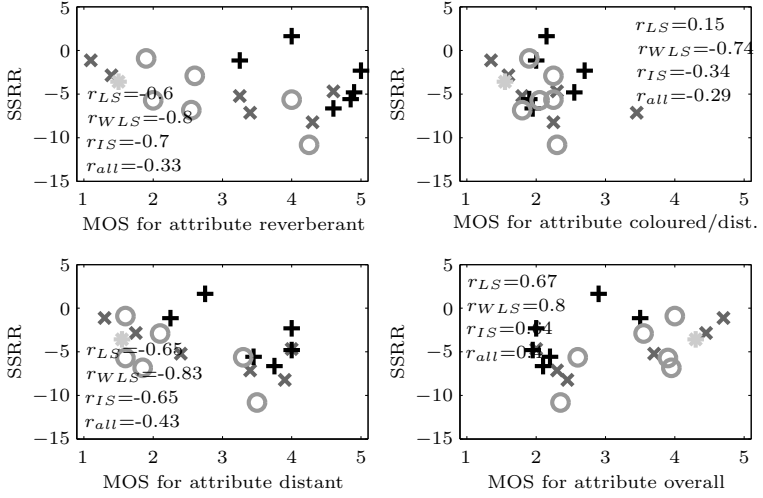 5
0
−5
−10
−15
SSRR
r_LS=-0.6
r_WLS=-0.8
r_IS=-0.7
r_all=-0.33
1 2 3 4 5
MOS for attribute reverberant
5
0
−5
−10
−15
SSRR
r_LS=0.15
r_WLS=-0.74
r_IS=-0.34
r_all=-0.29
1 2 3 4 5
MOS for attribute coloured/dist.
5
0
−5
−10
−15
SSRR
r_LS=-0.65
r_WLS=-0.83
r_IS=-0.65
r_all=-0.43
1 2 3 4 5
MOS for attribute distant
5
0
−5
−10
−15
SSRR
r_LS=0.67
r_WLS=0.8
r_IS=0.64
r_all=
1 2 3 4 5
MOS for attribute overall